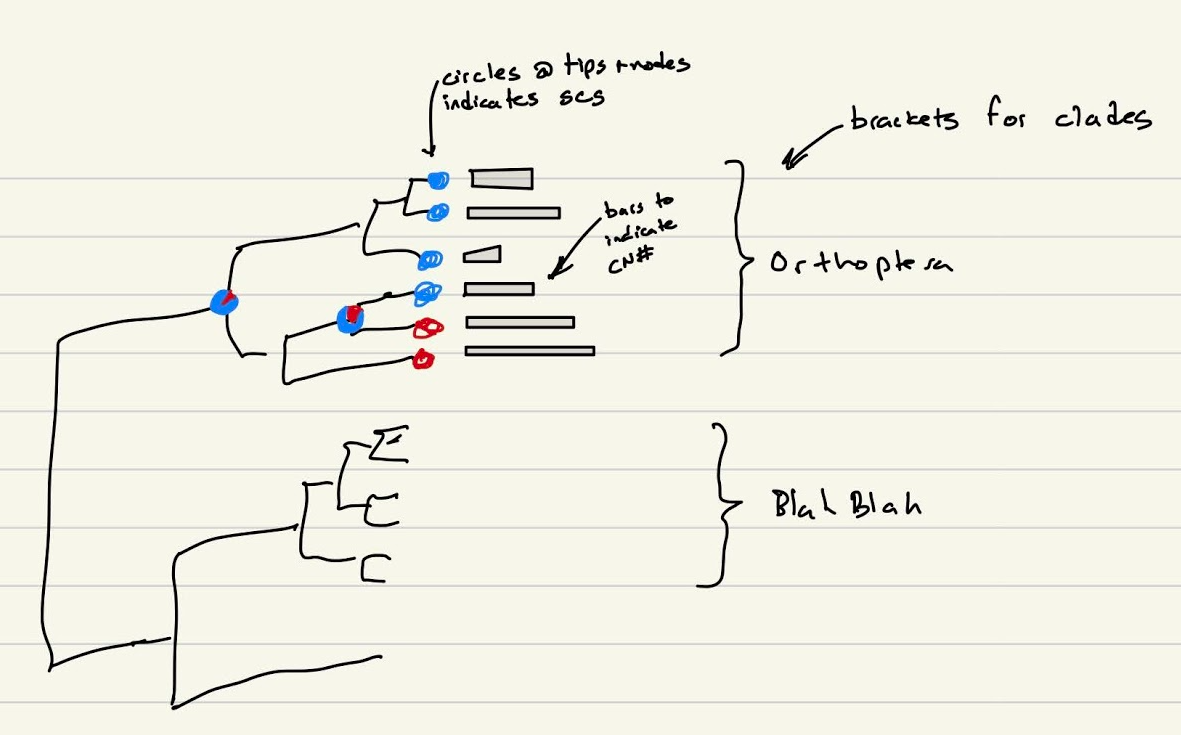 circles @ tips + nodes
indicates SCS
brackets for clades
bars to
indicate
CN#
Orthoptera
Blah Blah